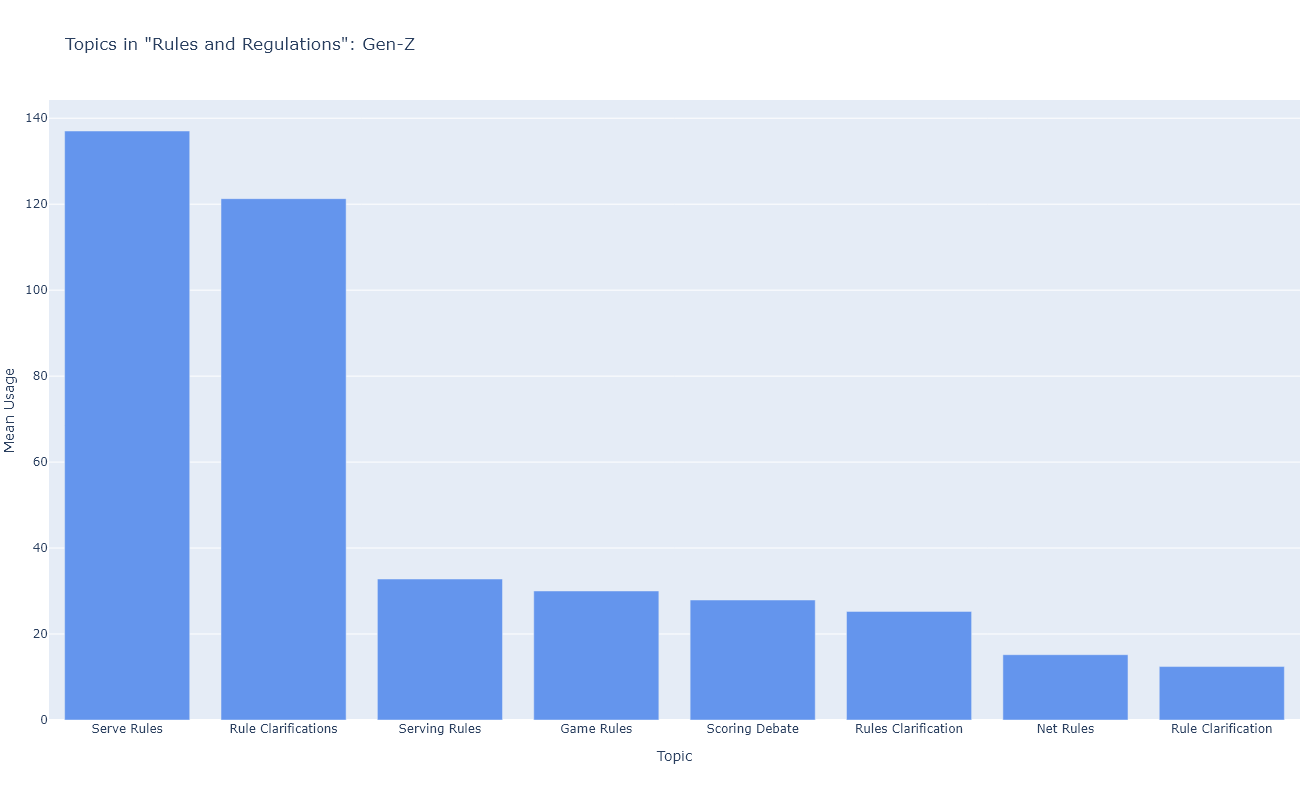 Topics in "Rules and Regulations": Gen-Z
140
120
100
80
60
40
20
0
Mean Usage
Serve Rules
Rule Clarifications
Serving Rules
Game Rules
Scoring Debate
Rules Clarification
Net Rules
Rule Clarification
Topic